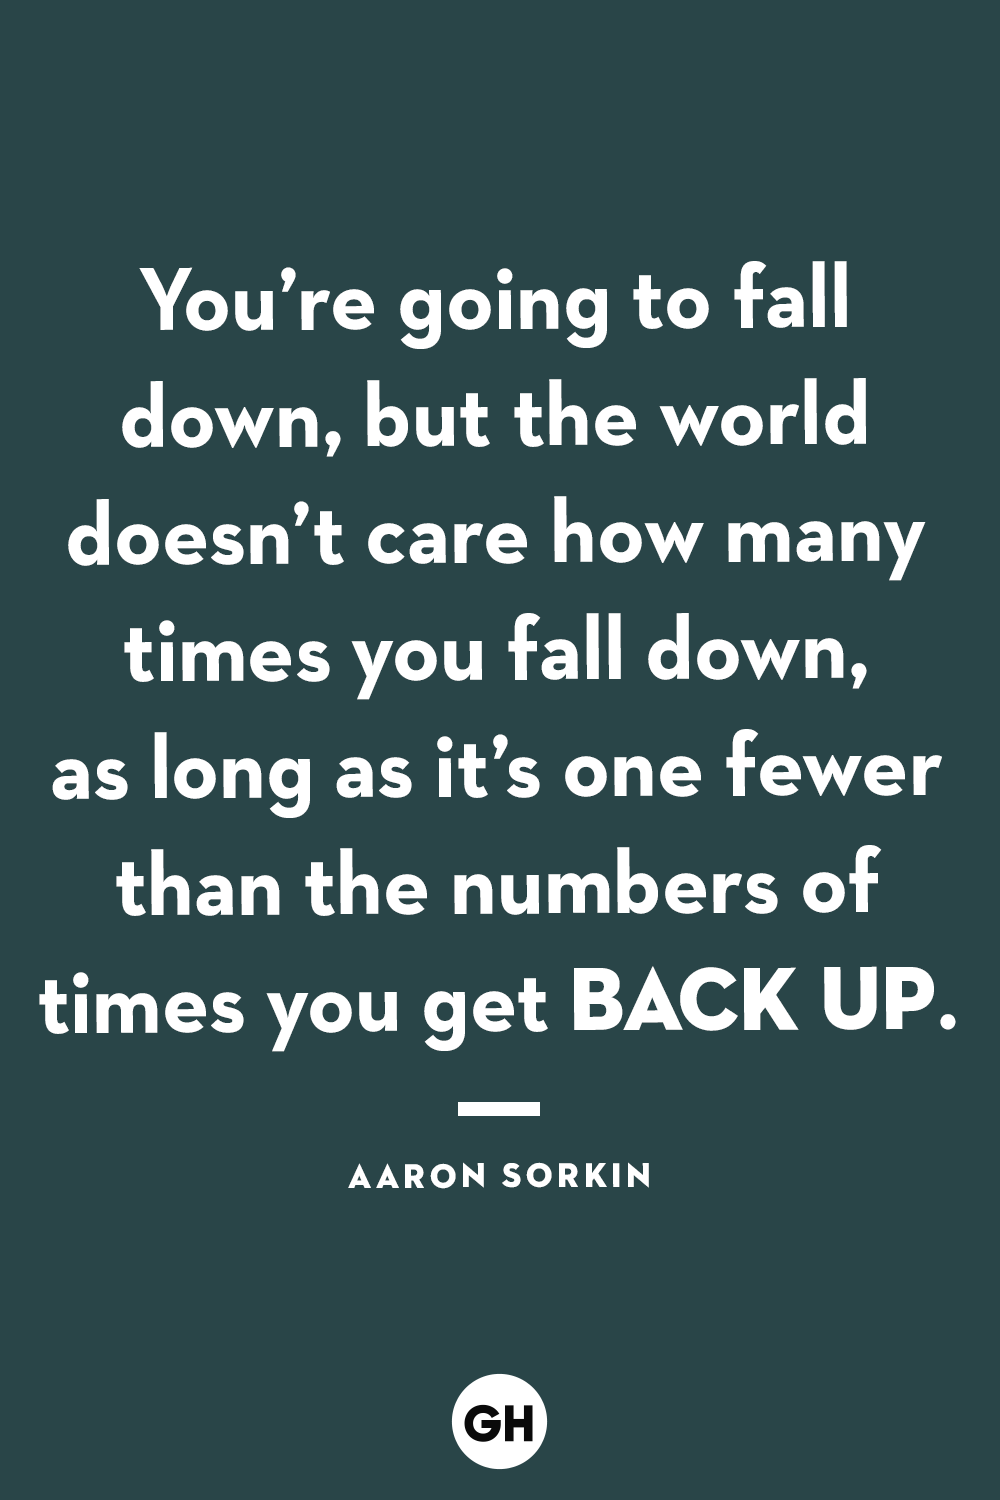 You’re going to fall
down, but the world
doesn’t care how many
times you fall down,
as long as it’s one fewer
than the numbers of
times you get BACK UP.
AARON SORKIN
GH